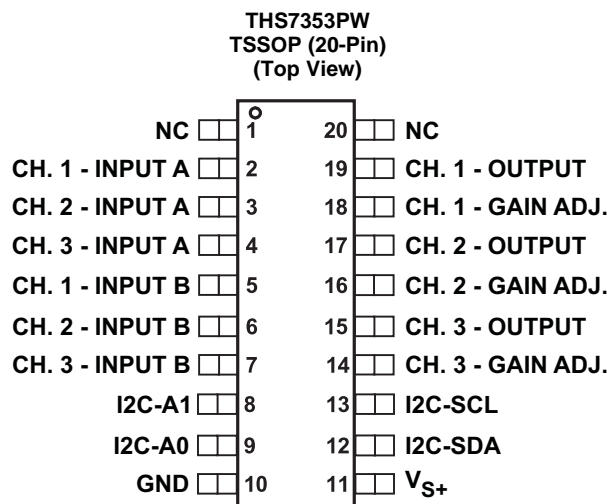 THS7353PW
TSSOP (20-Pin)
(Top View)
NC 1 20 NC
CH. 1 - INPUT A 2 19 CH. 1 - OUTPUT
CH. 2 - INPUT A 3 18 CH. 1 - GAIN ADJ.
CH. 3 - INPUT A 4 17 CH. 2 - OUTPUT
CH. 1 - INPUT B 5 16 CH. 2 - GAIN ADJ.
CH. 2 - INPUT B 6 15 CH. 3 - OUTPUT
CH. 3 - INPUT B 7 14 CH. 3 - GAIN ADJ.
I2C-A1 8 13 I2C-SCL
I2C-A0 9 12 I2C-SDA
GND 10 11 VS+